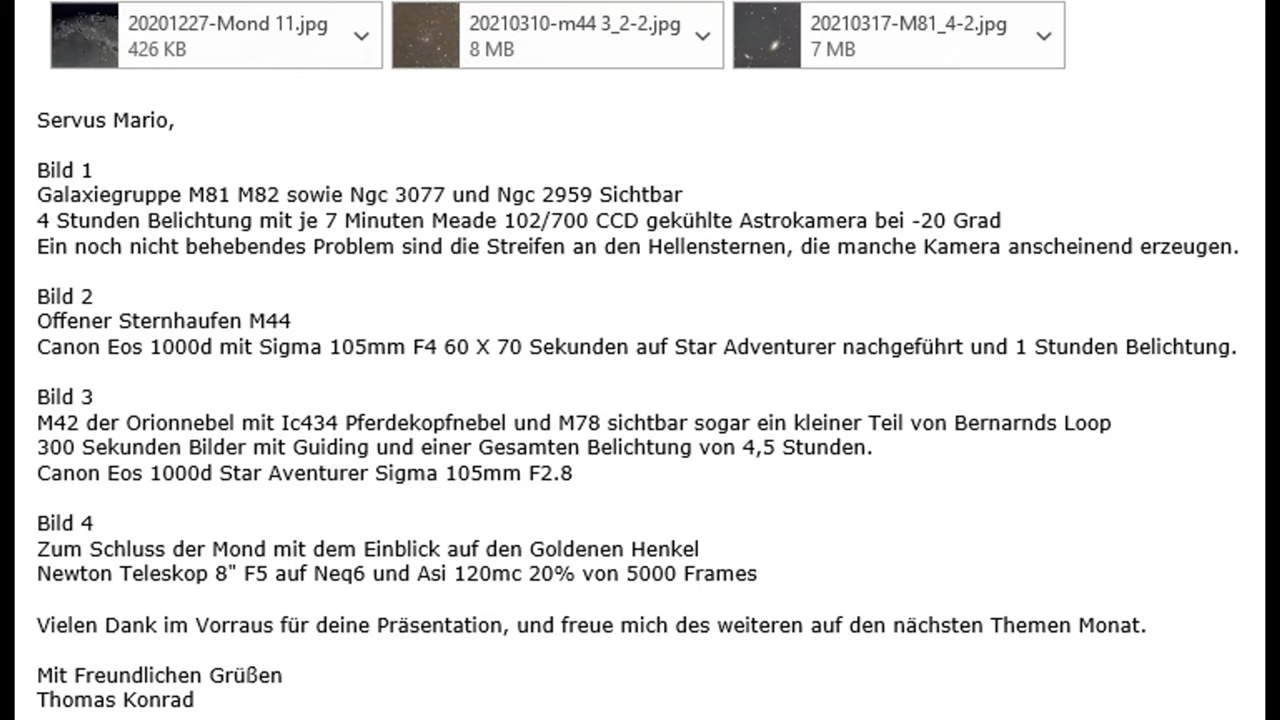 20201227-Mond 11.jpg
426 KB
20210310-m44 3_2-2.jpg
8 MB
20210317-M81_4-2.jpg
7 MB
Servus Mario,
Bild 1
Galaxiegruppe M81 M82 sowie Ngc 3077 und Ngc 2959 Sichtbar
4 Stunden Belichtung mit je 7 Minuten Meade 102/700 CCD gekühlte Astrokamera bei -20 Grad
Ein noch nicht behebendes Problem sind die Streifen an den Hellensternen, die manche Kamera anscheinend erzeugen.
Bild 2
Offener Sternhaufen M44
Canon Eos 1000d mit Sigma 105mm F4 60 X 70 Sekunden auf Star Adventurer nachgeführt und 1 Stunden Belichtung.
Bild 3
M42 der Orionnebel mit Ic434 Pferdekopfnebel und M78 sichtbar sogar ein kleiner Teil von Bernarnds Loop
300 Sekunden Bilder mit Guiding und einer Gesamten Belichtung von 4,5 Stunden.
Canon Eos 1000d Star Aventurer Sigma 105mm F2.8
Bild 4
Zum Schluss der Mond mit dem Einblick auf den Goldenen Henkel
Newton Teleskop 8" F5 auf Neq6 und Asi 120mc 20% von 5000 Frames
Vielen Dank im Vorraus für deine Präsentation, und freue mich des weiteren auf den nächsten Themen Monat.
Mit Freundlichen Grüßen
Thomas Konrad